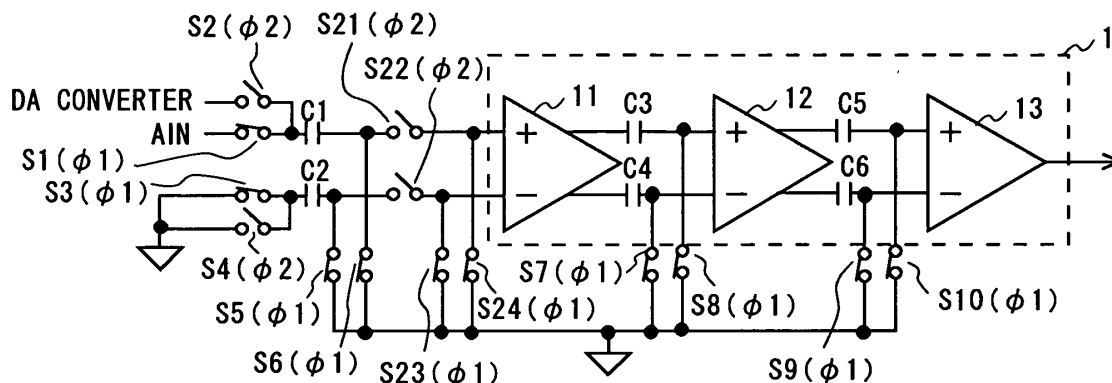 S2(φ2)
S21(φ2)
S22(φ2)
1
DA CONVERTER
C1
11
C3
12
C5
13
AIN
+
+
+
S1(φ1)
S3(φ1)
C2
C4
C6
−
−
−
S4(φ2)
S5(φ1)
S6(φ1)
S23(φ1)
S24(φ1)
S7(φ1)
S8(φ1)
S9(φ1)
S10(φ1)